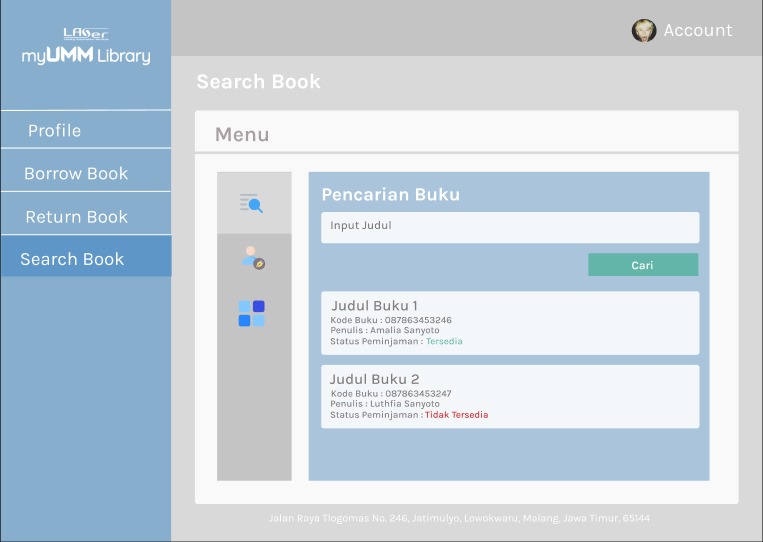 LASer
myUMM Library
Account
Search Book
Profile
Borrow Book
Return Book
Search Book
Menu
Pencarian Buku
Input Judul
Cari
Judul Buku 1
Kode Buku : 087863453246
Penulis : Amalia Sanyoto
Status Peminjaman : Tersedia
Judul Buku 2
Kode Buku : 087863453247
Penulis : Luthfia Sanyoto
Status Peminjaman : Tidak Tersedia
Jalan Raya Tlogomas No. 246, Jatimulyo, Lowokwaru, Malang, Jawa Timur, 65144